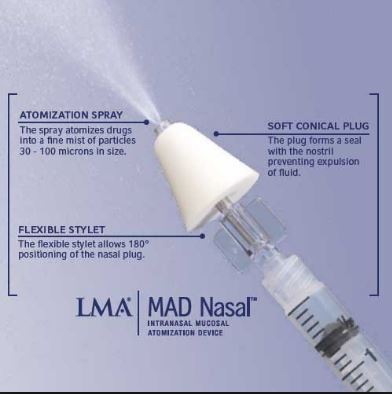 ATOMIZATION SPRAY
The spray atomizes drugs
into a fine mist of particles
30 - 100 microns in size.
SOFT CONICAL PLUG
The plug forms a seal
with the nostril
preventing expulsion
of fluid.
FLEXIBLE STYLET
The flexible stylet allows 180°
positioning of the nasal plug.
LMA® MAD Nasal™
INTRANASAL MUCOSAL
ATOMIZATION DEVICE
1